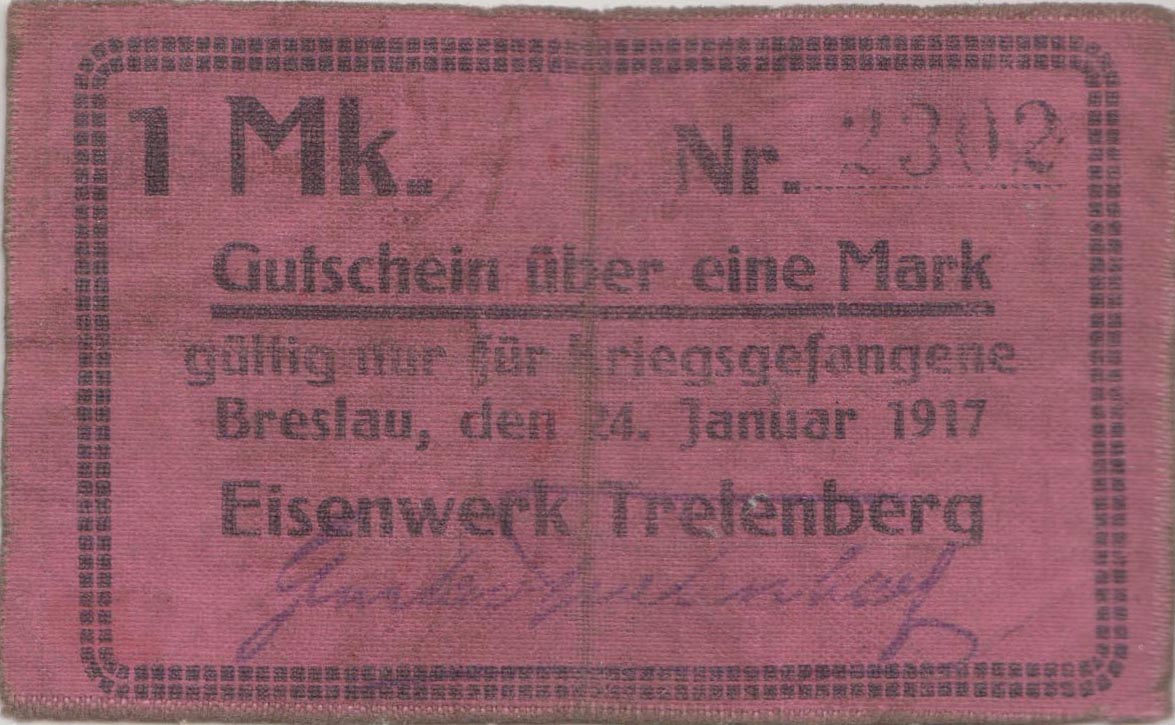 1 Mk. Nr. 2302
Gutschein über eine Mark
gültig nur für Kriegsgefangene
Breslau, den 24. Januar 1917
Eisenwerk Trelenberg